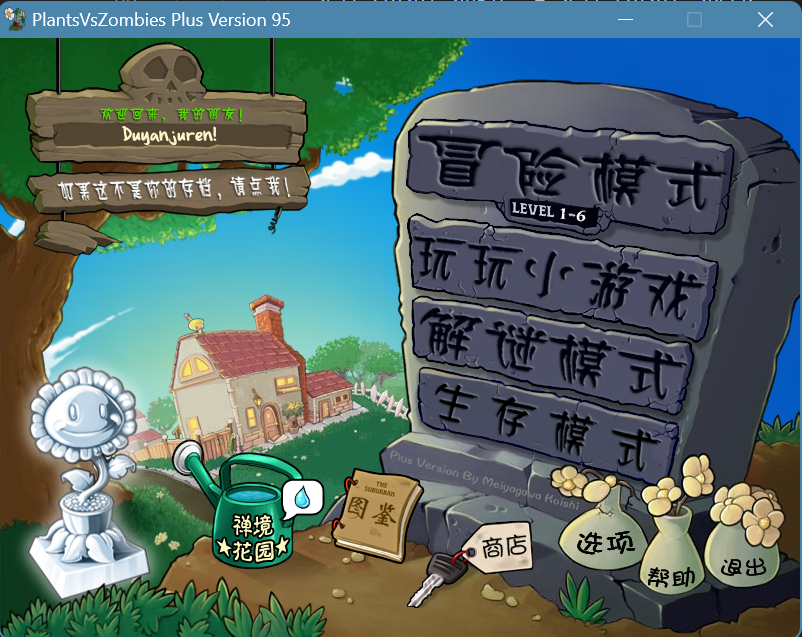 PlantsVsZombies Plus Version 95
欢迎回来，我的朋友！
Duyanjuren!
如果这不是你的存档，请点我！
冒险模式
LEVEL 1-6
玩玩小游戏
解谜模式
生存模式
Plus Version By Meiyagawa Koishi
THE
SUBURBAN
图鉴
禅境
花园
商店
选项
帮助
退出